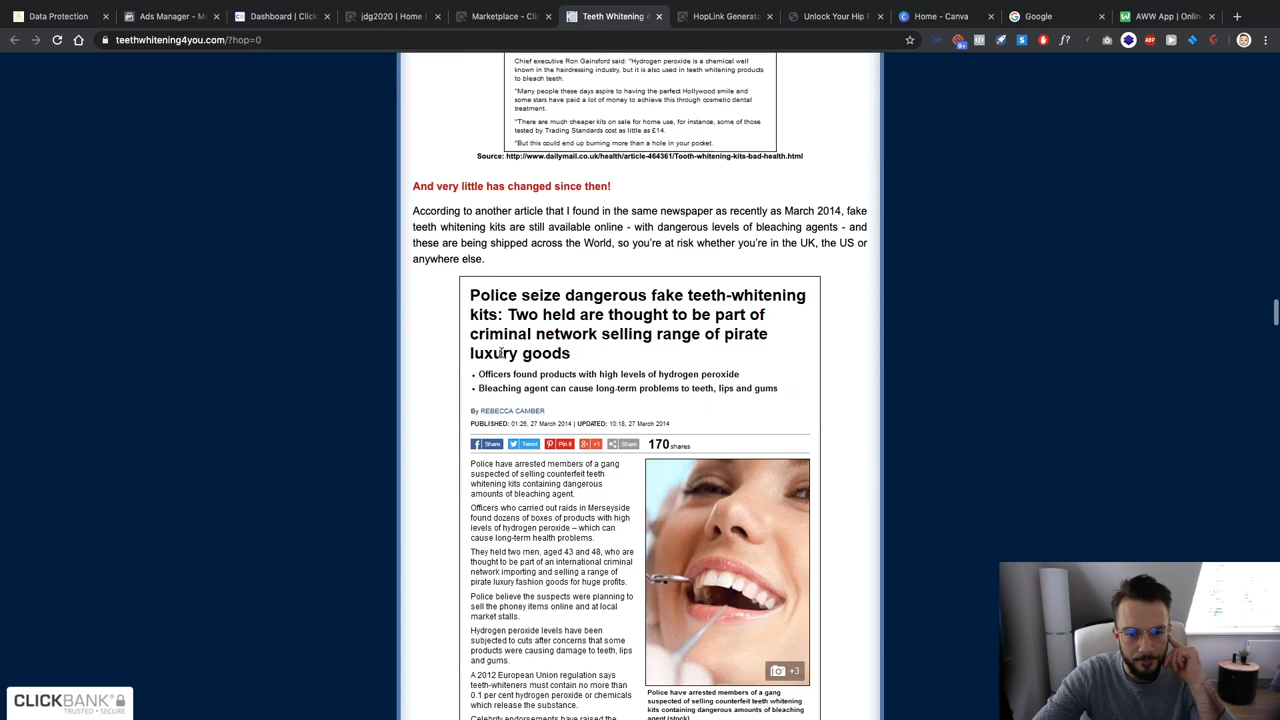 Data Protection
Ads Manager - M
Dashboard | Click
jdg2020 | Home
Marketplace - Clic
Teeth Whitening 4
HopLink Generato
Unlock Your Hip F
Home - Canva
Google
AWW App | Online
teethwhitening4you.com/?hop=0
Chief executive Ron Gainsford said: "Hydrogen peroxide is a chemical well
known in the hairdressing industry, but it is also used in teeth whitening products
to bleach teeth.
"Many people these days aspire to having the perfect Hollywood smile and
some stars have paid a lot of money to achieve this through cosmetic dental
treatment.
"There are much cheaper kits on sale for home use, for instance, some of those
tested by Trading Standards cost as little as £14.
"But this could end up burning more than a hole in your pocket.
Source: http://www.dailymail.co.uk/health/article-464361/Tooth-whitening-kits-bad-health.html
And very little has changed since then!
According to another article that I found in the same newspaper as recently as March 2014, fake
teeth whitening kits are still available online - with dangerous levels of bleaching agents - and
these are being shipped across the World, so you're at risk whether you're in the UK, the US or
anywhere else.
Police seize dangerous fake teeth-whitening
kits: Two held are thought to be part of
criminal network selling range of pirate
luxury goods
• Officers found products with high levels of hydrogen peroxide
• Bleaching agent can cause long-term problems to teeth, lips and gums
By REBECCA CAMBER
PUBLISHED: 01:26, 27 March 2014 | UPDATED: 10:18, 27 March 2014
Share Tweet Pin it +1 Share 170 shares
Police have arrested members of a gang
suspected of selling counterfeit teeth
whitening kits containing dangerous
amounts of bleaching agent.
Officers who carried out raids in Merseyside
found dozens of boxes of products with high
levels of hydrogen peroxide – which can
cause long-term health problems.
They held two men, aged 43 and 48, who are
thought to be part of an international criminal
network importing and selling a range of
pirate luxury fashion goods for huge profits.
Police believe the suspects were planning to
sell the phoney items online and at local
market stalls.
Hydrogen peroxide levels have been
subjected to cuts after concerns that some
products were causing damage to teeth, lips
and gums.
A 2012 European Union regulation says
teeth-whiteners must contain no more than
0.1 per cent hydrogen peroxide or chemicals
which release the substance.
Celebrity endorsements have raised the
+3
Police have arrested members of a gang
suspected of selling counterfeit teeth whitening
kits containing dangerous amounts of bleaching
agent (stock)
CLICKBANK
TRUSTED • SECURE